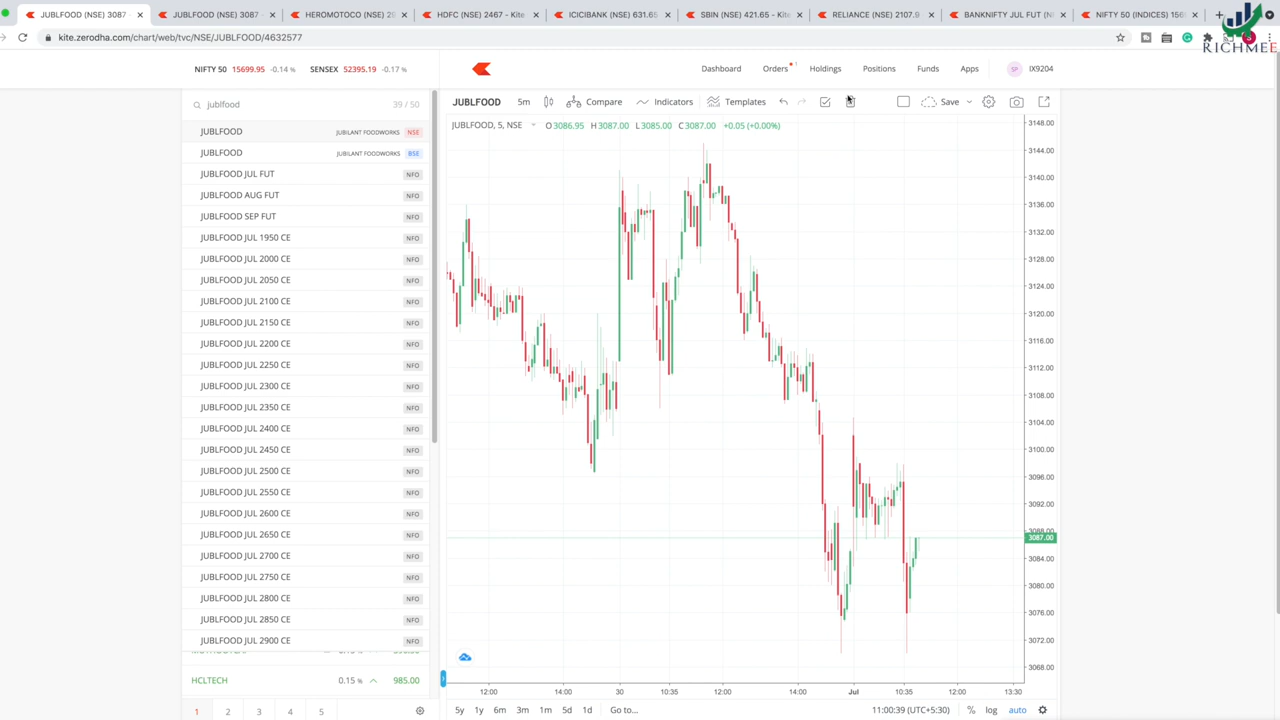 JUBLFOOD (NSE) 3087 -
JUBLFOOD (NSE) 3087 -
HEROMOTOCO (NSE) 29
HDFC (NSE) 2467 - Kite
ICICIBANK (NSE) 631.65
SBIN (NSE) 421.65 - Kite
RELIANCE (NSE) 2107.9
BANKNIFTY JUL FUT (N
NIFTY 50 (INDICES) 156
kite.zerodha.com/chart/web/tvc/NSE/JUBLFOOD/4632577
RICHMEE
NIFTY 50 15699.95 -0.14 % SENSEX 52395.19 -0.17 %
Dashboard Orders 1 Holdings Positions Funds Apps SP IX9204
jublfood 39 / 50
JUBLFOOD 5m Compare Indicators Templates Save
JUBLFOOD, 5, NSE O3086.95 H3087.00 L3085.00 C3087.00 +0.05 (+0.00%)
JUBLFOOD JUBILANT FOODWORKS NSE
JUBLFOOD JUBILANT FOODWORKS BSE
JUBLFOOD JUL FUT NFO
JUBLFOOD AUG FUT NFO
JUBLFOOD SEP FUT NFO
JUBLFOOD JUL 1950 CE NFO
JUBLFOOD JUL 2000 CE NFO
JUBLFOOD JUL 2050 CE NFO
JUBLFOOD JUL 2100 CE NFO
JUBLFOOD JUL 2150 CE NFO
JUBLFOOD JUL 2200 CE NFO
JUBLFOOD JUL 2250 CE NFO
JUBLFOOD JUL 2300 CE NFO
JUBLFOOD JUL 2350 CE NFO
JUBLFOOD JUL 2400 CE NFO
JUBLFOOD JUL 2450 CE NFO
JUBLFOOD JUL 2500 CE NFO
JUBLFOOD JUL 2550 CE NFO
JUBLFOOD JUL 2600 CE NFO
JUBLFOOD JUL 2650 CE NFO
JUBLFOOD JUL 2700 CE NFO
JUBLFOOD JUL 2750 CE NFO
JUBLFOOD JUL 2800 CE NFO
JUBLFOOD JUL 2850 CE NFO
JUBLFOOD JUL 2900 CE NFO
HCLTECH 0.15 % 985.00
1 2 3 4 5
3148.00
3144.00
3140.00
3136.00
3132.00
3128.00
3124.00
3120.00
3116.00
3112.00
3108.00
3104.00
3100.00
3096.00
3092.00
3088.00
3087.00
3084.00
3080.00
3076.00
3072.00
3068.00
12:00 14:00 30 10:35 12:00 14:00 Jul 10:35 12:00 13:30
5y 1y 6m 3m 1m 5d 1d Go to... 11:00:39 (UTC+5:30) % log auto